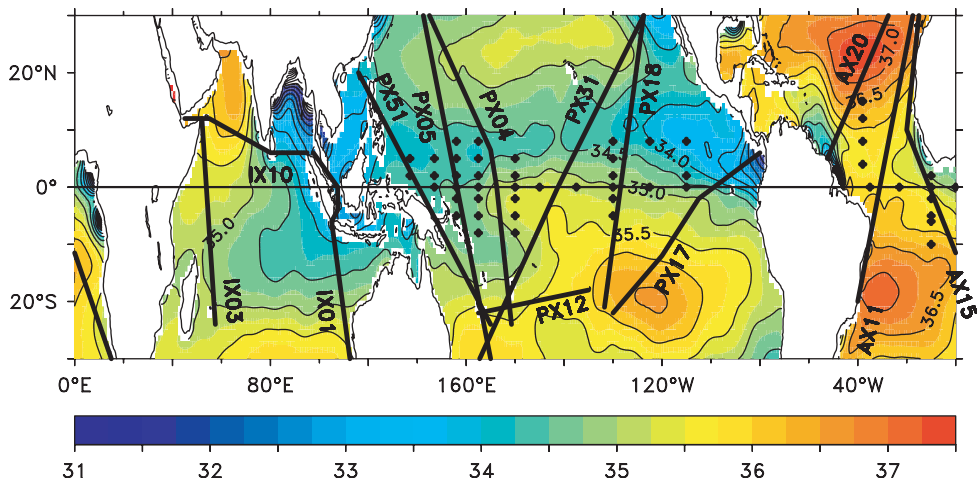 20°N
0°
20°S
0°E
80°E
160°E
120°W
40°W
IX10
IX03
IX01
35.0
PX51
PX05
PX04
PX31
PX18
PX12
PX17
34.5
34.0
35.0
35.5
AX20
37.0
36.5
AX11
AX15
36.5
31
32
33
34
35
36
37